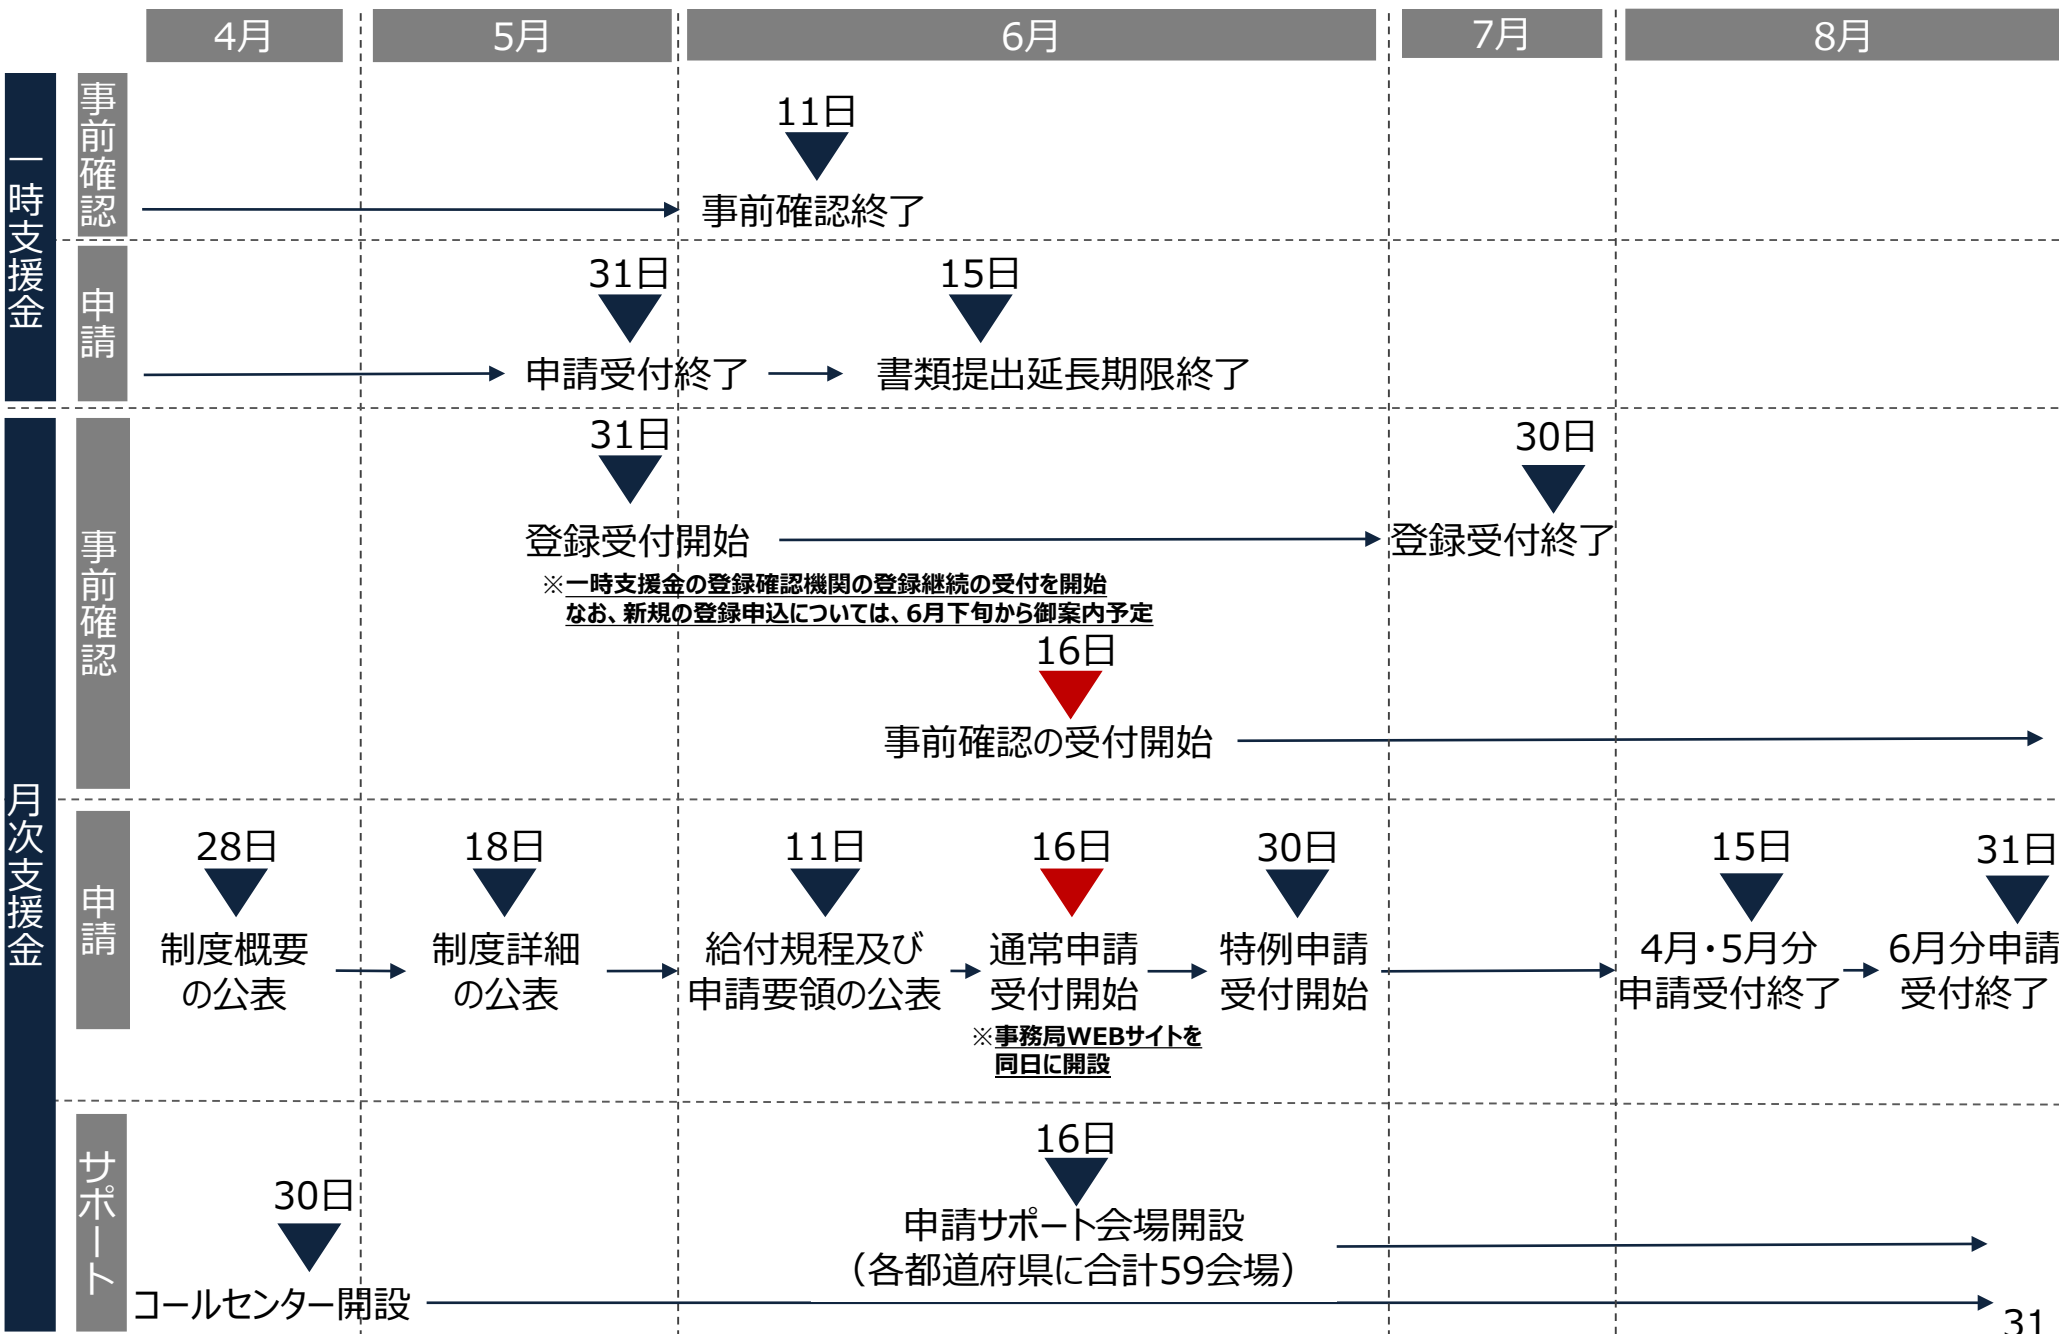 4月
5月
6月
7月
8月
一時支援金
事前確認
11日
事前確認終了
申請
31日
15日
申請受付終了
書類提出延長期限終了
月次支援金
事前確認
31日
30日
登録受付開始
登録受付終了
※一時支援金の登録確認機関の登録継続の受付を開始
なお、新規の登録申込については、6月下旬から御案内予定
16日
事前確認の受付開始
申請
28日
18日
11日
16日
30日
15日
31日
制度概要
の公表
制度詳細
の公表
給付規程及び
申請要領の公表
通常申請
受付開始
特例申請
受付開始
4月・5月分
申請受付終了
6月分申請
受付終了
※事務局WEBサイトを
同日に開設
サポート
16日
申請サポート会場開設
（各都道府県に合計59会場）
30日
コールセンター開設
31